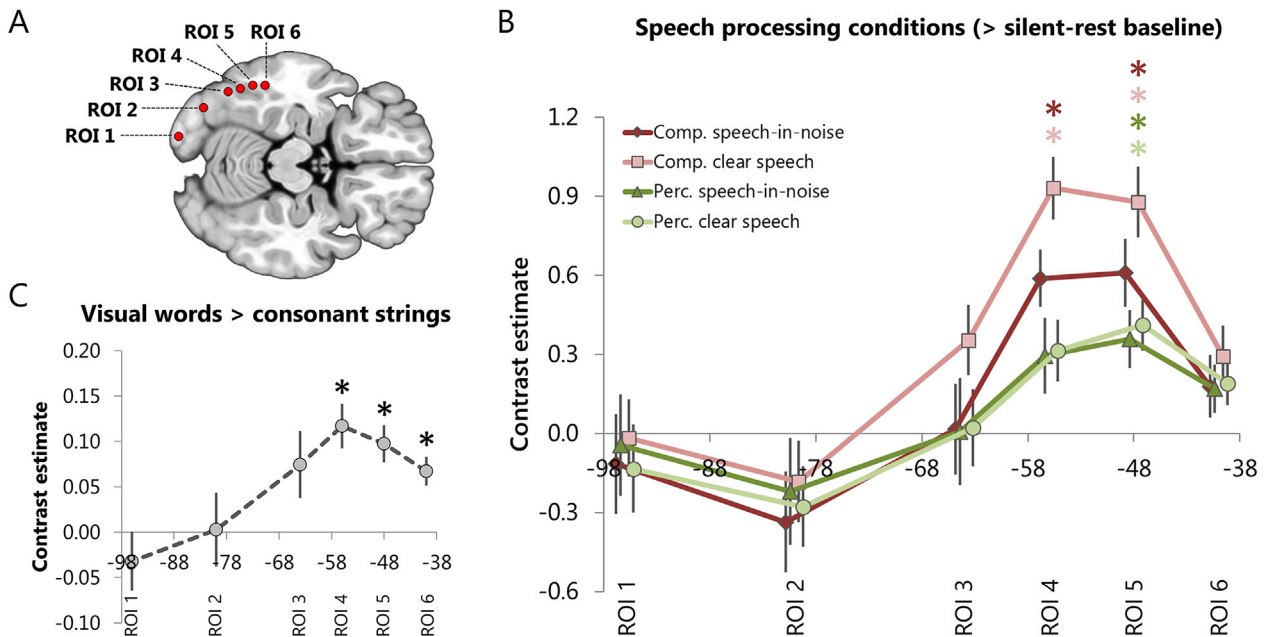 A
ROI 5 ROI 6
ROI 4
ROI 3
ROI 2
ROI 1
B
Speech processing conditions (> silent-rest baseline)
* *
*
* *
* *
Comp. speech-in-noise
Comp. clear speech
Perc. speech-in-noise
Perc. clear speech
Contrast estimate
1.2
0.9
0.6
0.3
0.0
-0.3
-0.6
-98 -88 -78 -68 -58 -48 -38
ROI 1 ROI 2 ROI 3 ROI 4 ROI 5 ROI 6
C
Visual words > consonant strings
Contrast estimate
0.20
0.15
0.10
0.05
0.00
-0.05
-0.10
* * *
-98 -88 -78 -68 -58 -48 -38
ROI 1 ROI 2 ROI 3 ROI 4 ROI 5 ROI 6